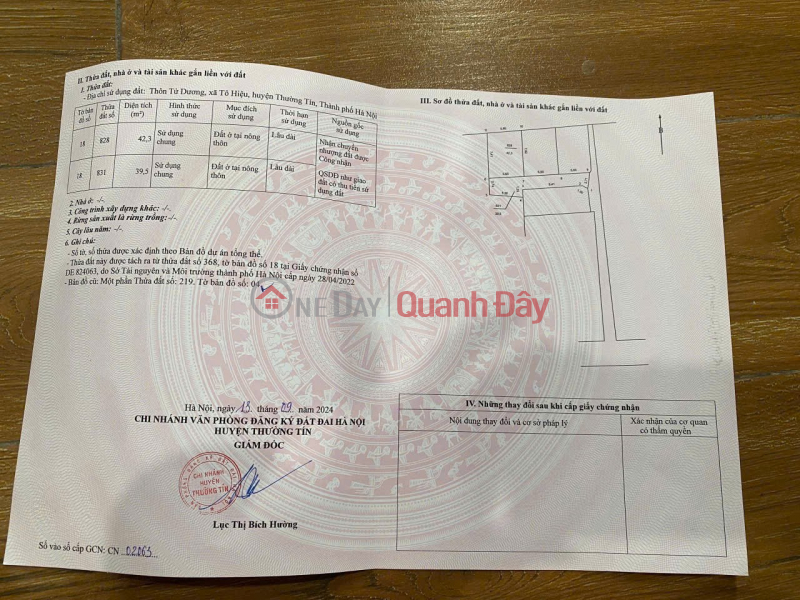 II. Thửa đất, nhà ở và tài sản khác gắn liền với đất
1. Thửa đất:
- Địa chỉ sử dụng đất: Thôn Tử Dương, xã Tô Hiệu, huyện Thường Tín, Thành phố Hà Nội
Tờ bản đồ số
Thửa đất số
Diện tích (m²)
Hình thức sử dụng
Mục đích sử dụng
Thời hạn sử dụng
Nguồn gốc sử dụng
18 828 42,3 Sử dụng chung Đất ở tại nông thôn Lâu dài
18 831 39,5 Sử dụng chung Đất ở tại nông thôn Lâu dài
Nhận chuyển nhượng đất được Công nhận QSDĐ như giao đất có thu tiền sử dụng đất
2. Nhà ở: -/-
3. Công trình xây dựng khác: -/-
4. Rừng sản xuất là rừng trồng: -/-
5. Cây lâu năm: -/-
6. Ghi chú:
- Số tờ, số thửa được xác định theo Bản đồ dự án tổng thể.
- Thửa đất này được tách ra từ thửa đất số 368, tờ bản đồ số 18 tại Giấy chứng nhận số
DE 824063, do Sở Tài nguyên và Môi trường thành phố Hà Nội cấp ngày 28/04/2022
- Bản đồ cũ: Một phần Thửa đất số: 219. Tờ bản đồ số: 04
ONEDAY Quanh Đây
Hà Nội, ngày 13 tháng 09 năm 2024
CHI NHÁNH VĂN PHÒNG ĐĂNG KÝ ĐẤT ĐAI HÀ NỘI
HUYỆN THƯỜNG TÍN
GIÁM ĐỐC
CHI NHÁNH
HUYỆN
THƯỜNG TÍN
Lục Thị Bích Hường
Số vào sổ cấp GCN: CN 02063
III. Sơ đồ thửa đất, nhà ở và tài sản khác gắn liền với đất
B
IV. Những thay đổi sau khi cấp giấy chứng nhận
Nội dung thay đổi và cơ sở pháp lý
Xác nhận của cơ quan
có thẩm quyền